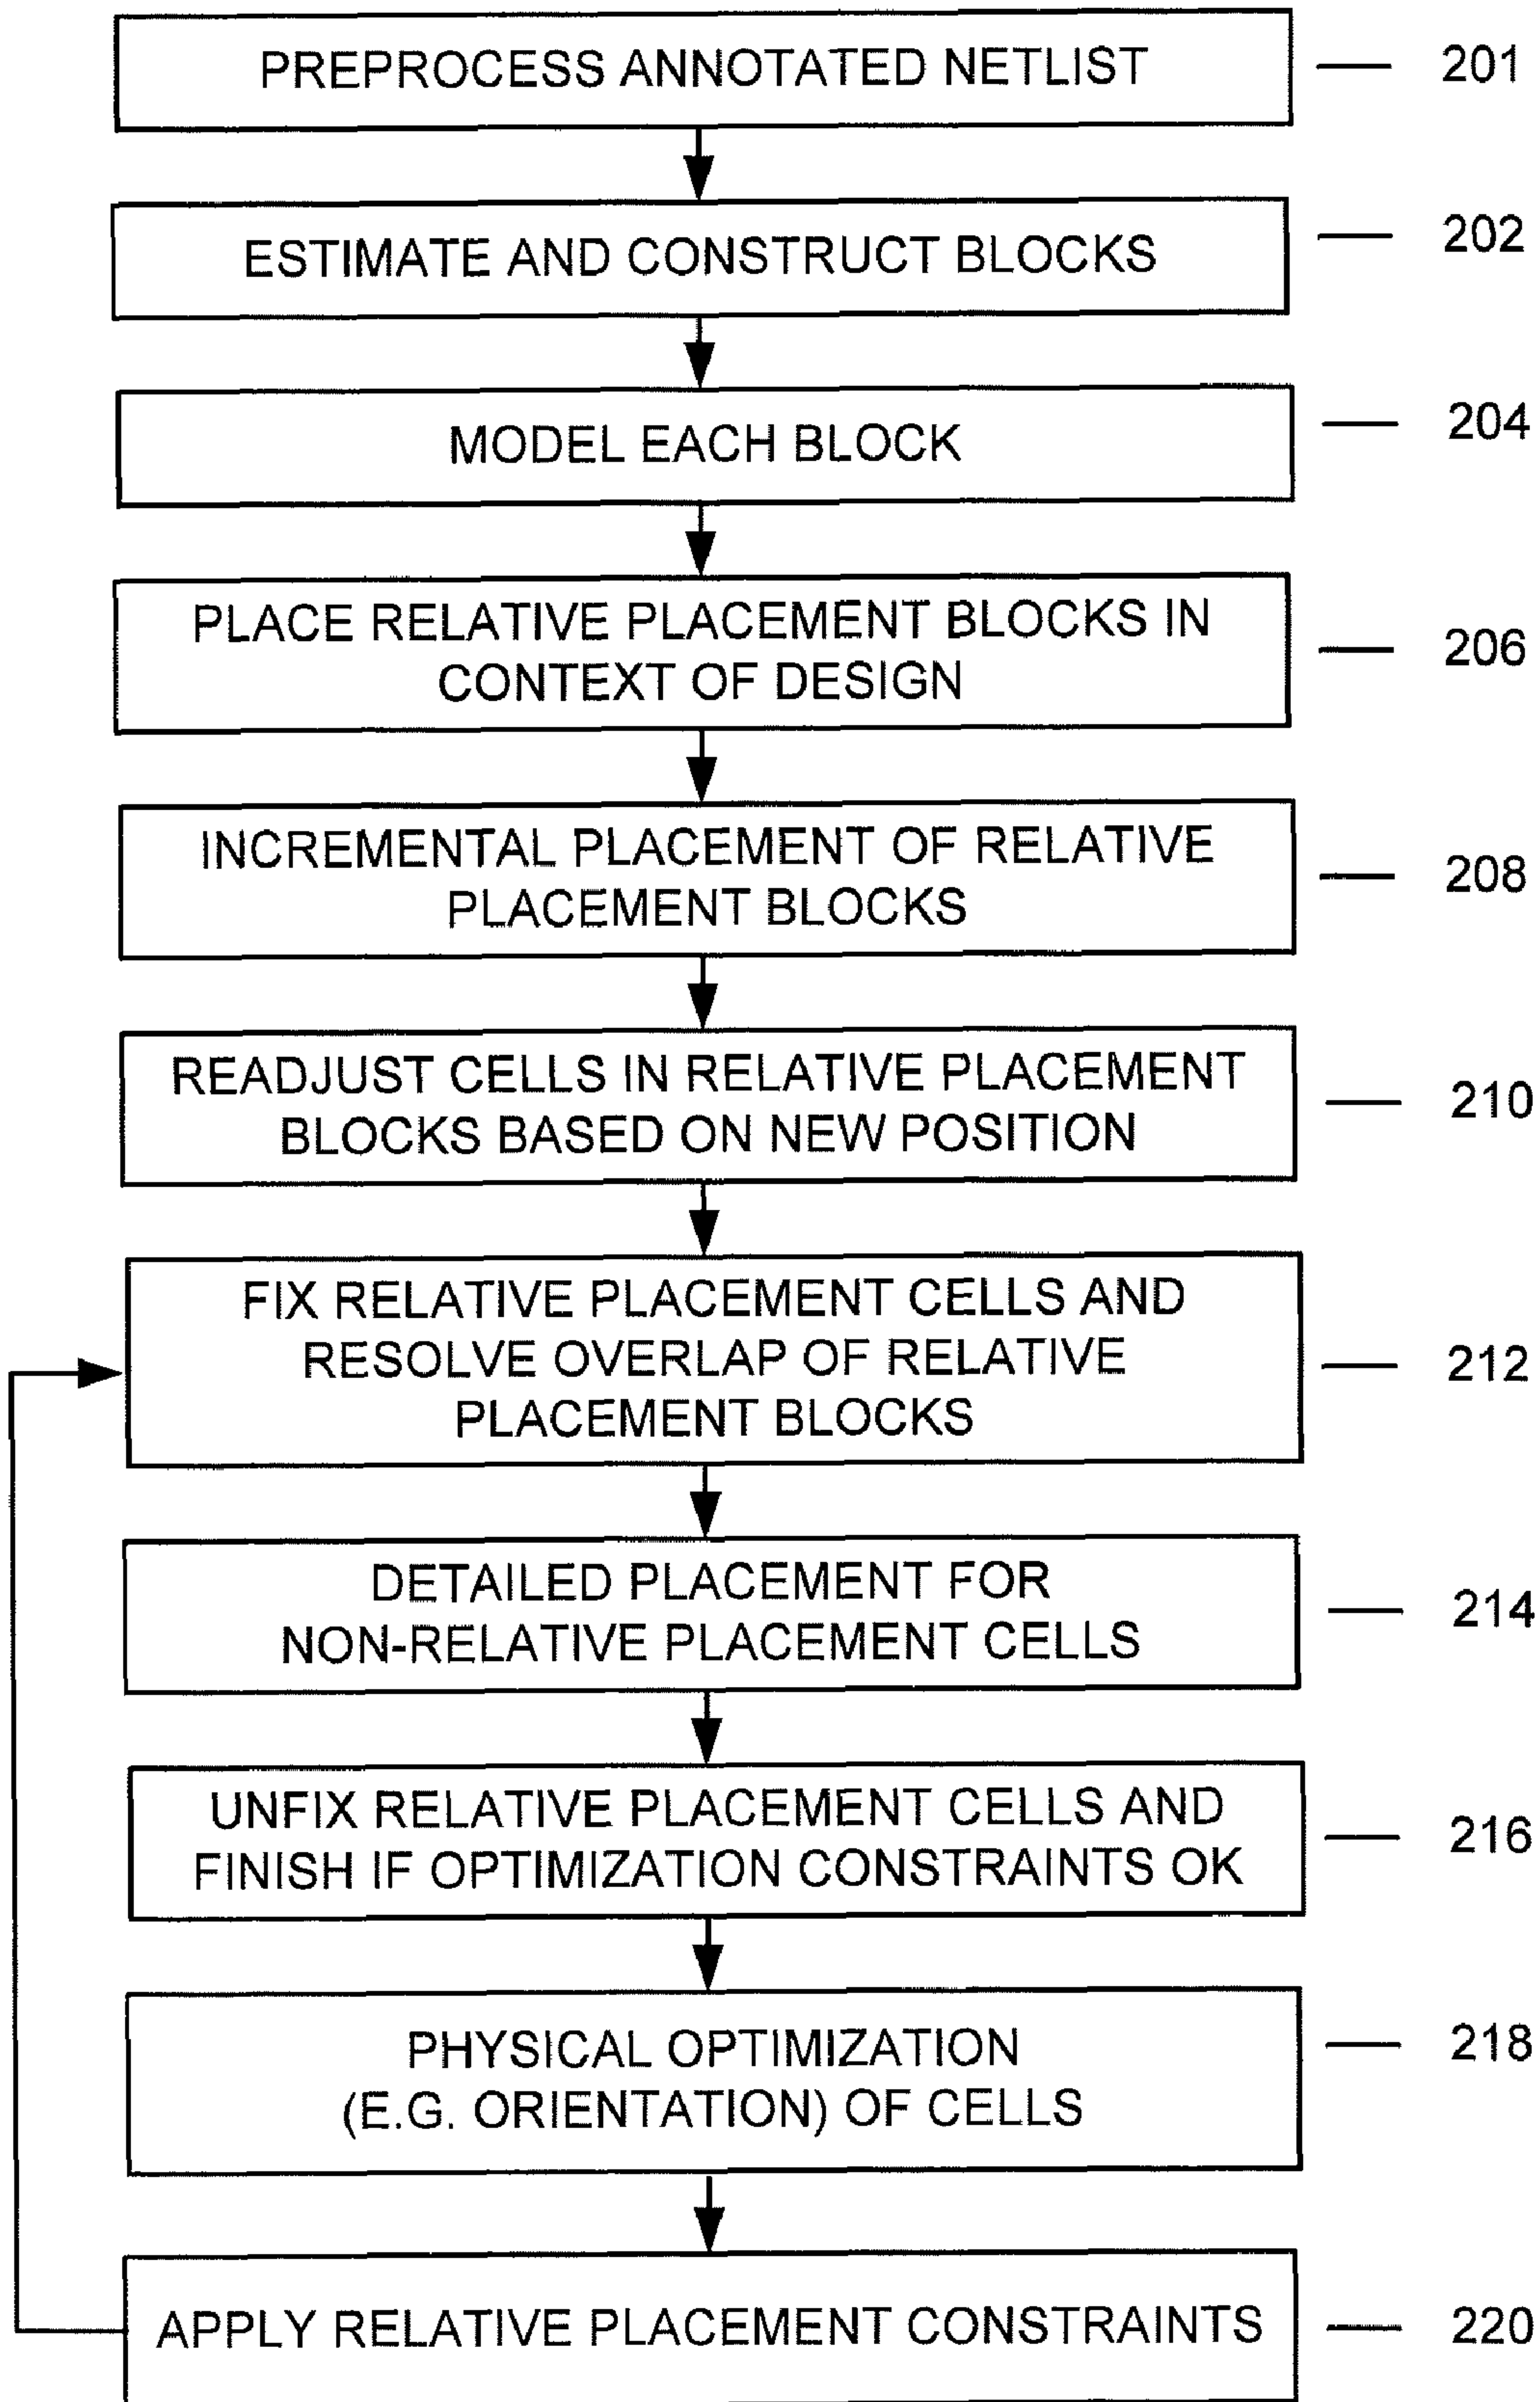 PREPROCESS ANNOTATED NETLIST
201
ESTIMATE AND CONSTRUCT BLOCKS
202
MODEL EACH BLOCK
204
PLACE RELATIVE PLACEMENT BLOCKS IN
CONTEXT OF DESIGN
206
INCREMENTAL PLACEMENT OF RELATIVE
PLACEMENT BLOCKS
208
READJUST CELLS IN RELATIVE PLACEMENT
BLOCKS BASED ON NEW POSITION
210
FIX RELATIVE PLACEMENT CELLS AND
RESOLVE OVERLAP OF RELATIVE
PLACEMENT BLOCKS
212
DETAILED PLACEMENT FOR
NON-RELATIVE PLACEMENT CELLS
214
UNFIX RELATIVE PLACEMENT CELLS AND
FINISH IF OPTIMIZATION CONSTRAINTS OK
216
PHYSICAL OPTIMIZATION
(E.G. ORIENTATION) OF CELLS
218
APPLY RELATIVE PLACEMENT CONSTRAINTS
220